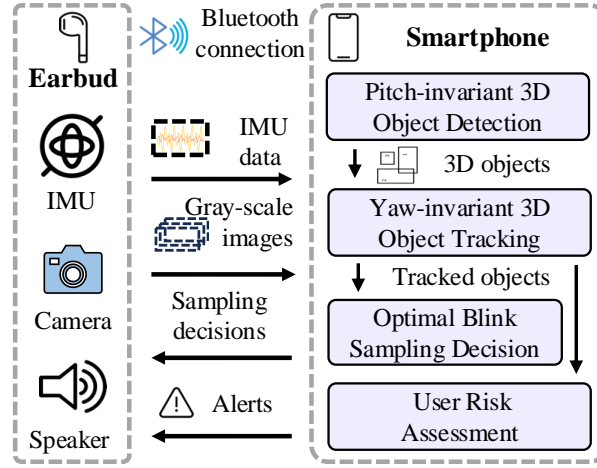 Earbud
IMU
Camera
Speaker
Bluetooth
connection
IMU
data
Gray-scale
images
Sampling
decisions
Alerts
Smartphone
Pitch-invariant 3D
Object Detection
3D objects
Yaw-invariant 3D
Object Tracking
Tracked objects
Optimal Blink
Sampling Decision
User Risk
Assessment